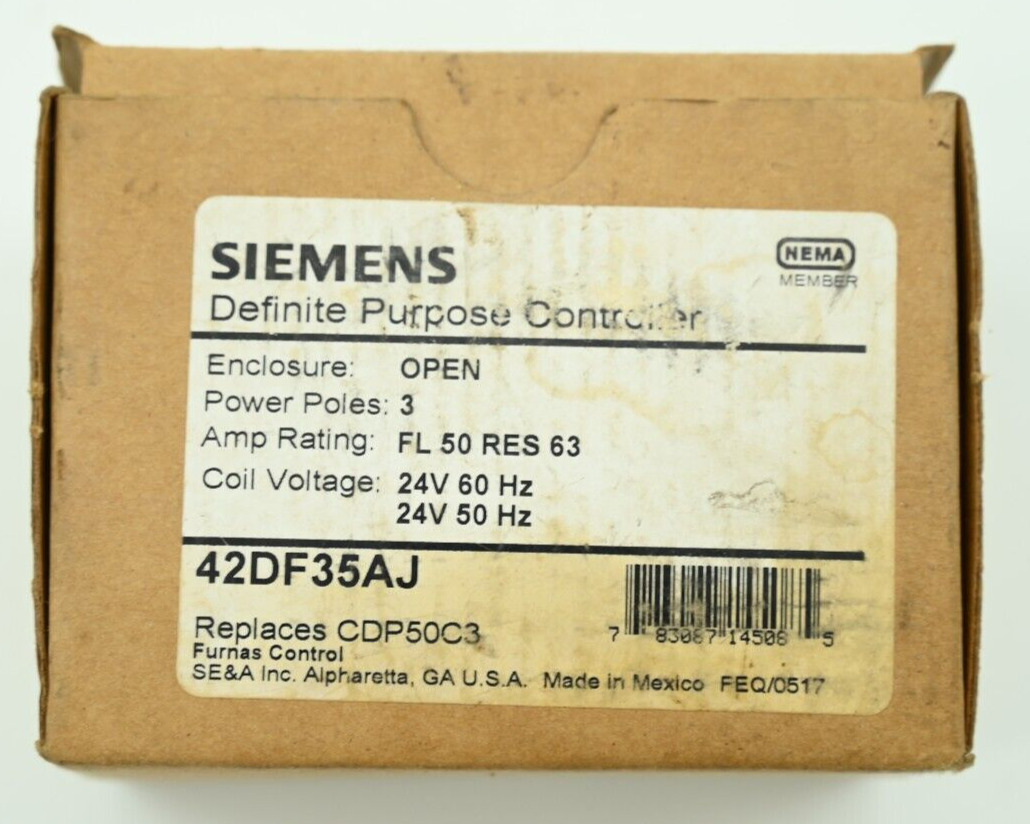 SIEMENS
NEMA
MEMBER
Definite Purpose Controller
Enclosure: OPEN
Power Poles: 3
Amp Rating: FL 50 RES 63
Coil Voltage: 24V 60 Hz
24V 50 Hz
42DF35AJ
Replaces CDP50C3
7 83087 14508 5
Furnas Control
SE&A Inc. Alpharetta, GA U.S.A. Made in Mexico FEQ/0517